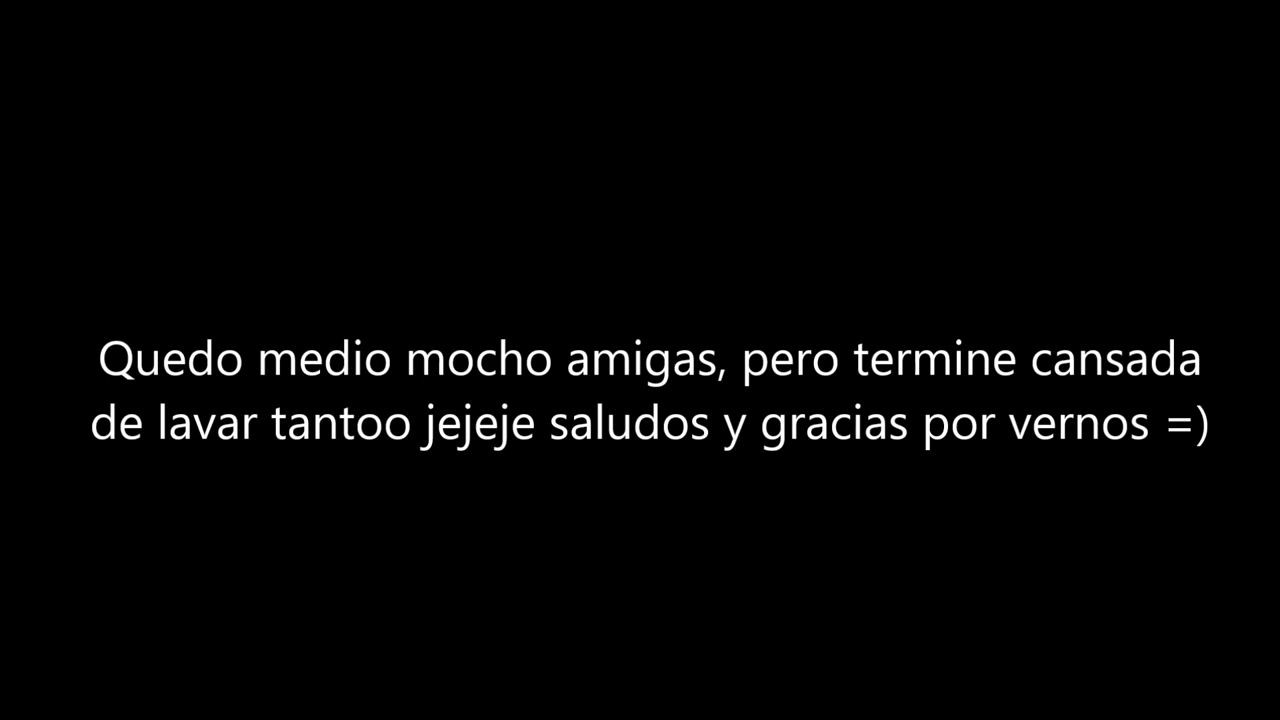 Quedo medio mocho amigas, pero termine cansada
de lavar tantoo jejeje saludos y gracias por vernos =)